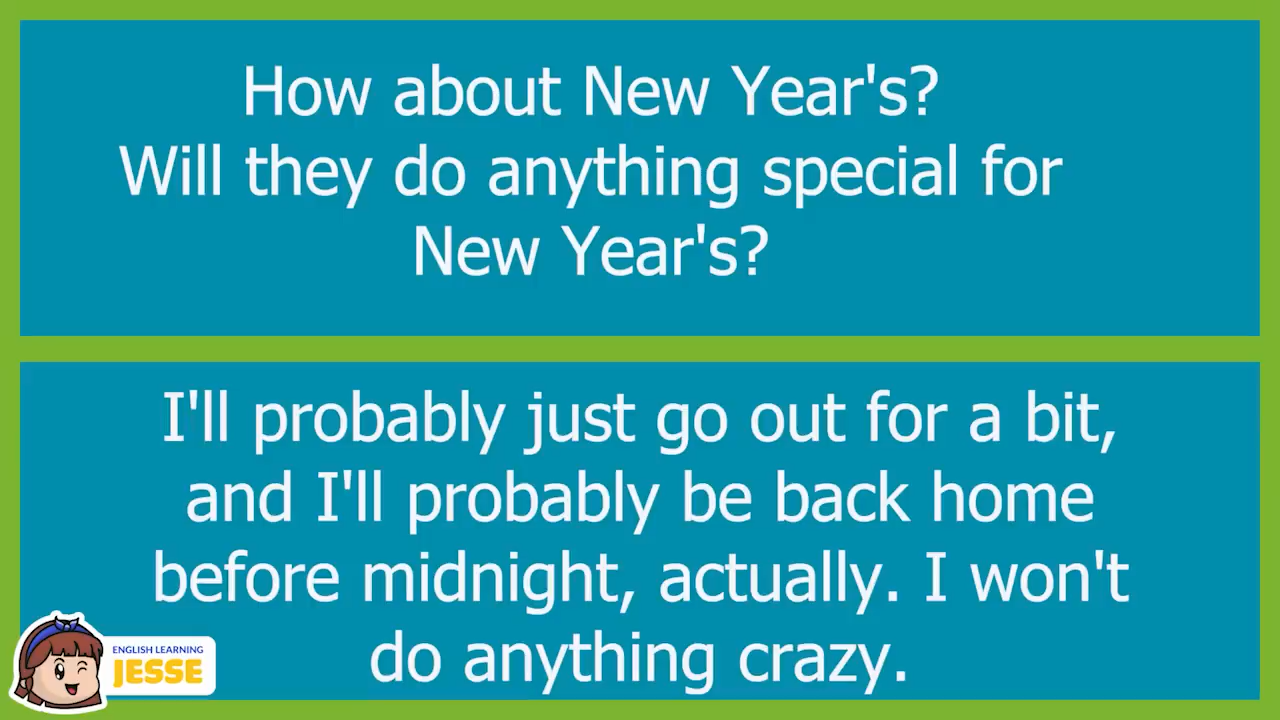 How about New Year's?
Will they do anything special for
New Year's?
I'll probably just go out for a bit,
and I'll probably be back home
before midnight, actually. I won't
do anything crazy.
ENGLISH LEARNING
JESSE